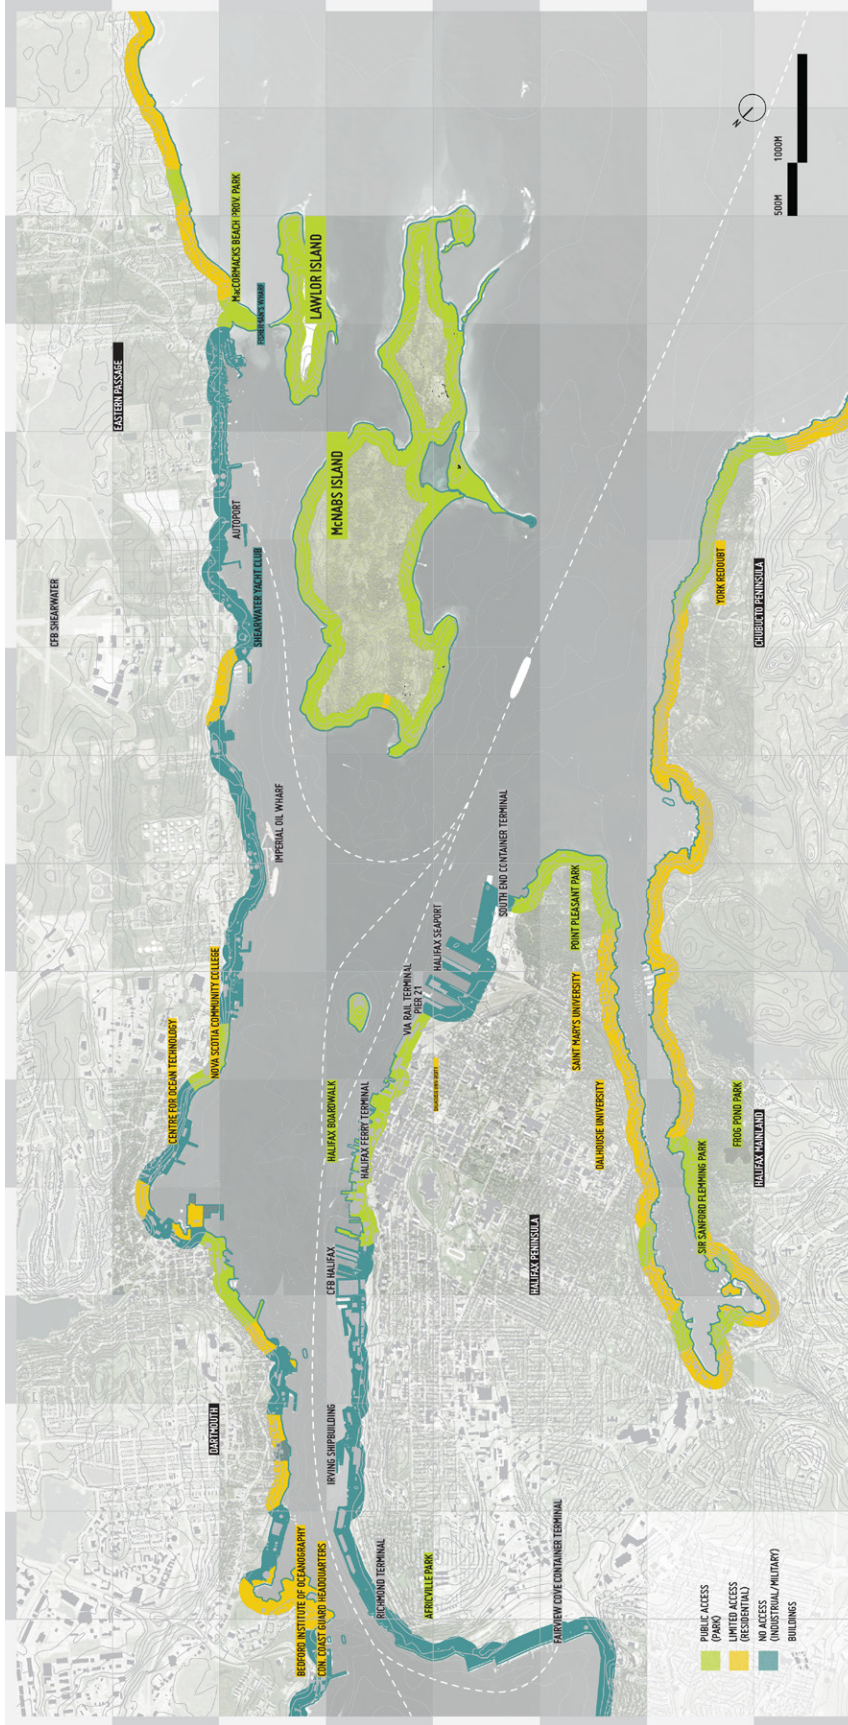 CFB SHEARWATER
EASTERN PASSAGE
MacCORMACKS BEACH PROV. PARK
FISHERMAN'S WHARF
LAWLOR ISLAND
AUTOPORT
SHEARWATER YACHT CLUB
McNABS ISLAND
IMPERIAL OIL WHARF
NOVA SCOTIA COMMUNITY COLLEGE
CENTRE FOR OCEAN TECHNOLOGY
DARTMOUTH
BEDFORD INSTITUTE OF OCEANOGRAPHY
CDN. COAST GUARD HEADQUARTERS
SOUTH END CONTAINER TERMINAL
HALIFAX SEAPORT
VIA RAIL TERMINAL
PIER 21
HALIFAX BOARDWALK
HALIFAX FERRY TERMINAL
CFB HALIFAX
IRVING SHIPBUILDING
RICHMOND TERMINAL
AFRICVILLE PARK
FAIRVIEW COVE CONTAINER TERMINAL
HALIFAX PENINSULA
POINT PLEASANT PARK
SAINT MARYS UNIVERSITY
DALHOUSIE UNIVERSITY
YORK REDOUBT
CHUBUCTO PENINSULA
SIR SANFORD FLEMMING PARK
FROG POND PARK
HALIFAX MAINLAND
N
500M
1000M
PUBLIC ACCESS
(PARK)
LIMITED ACCESS
(RESIDENTIAL)
NO ACCESS
(INDUSTRIAL/MILITARY)
BUILDINGS